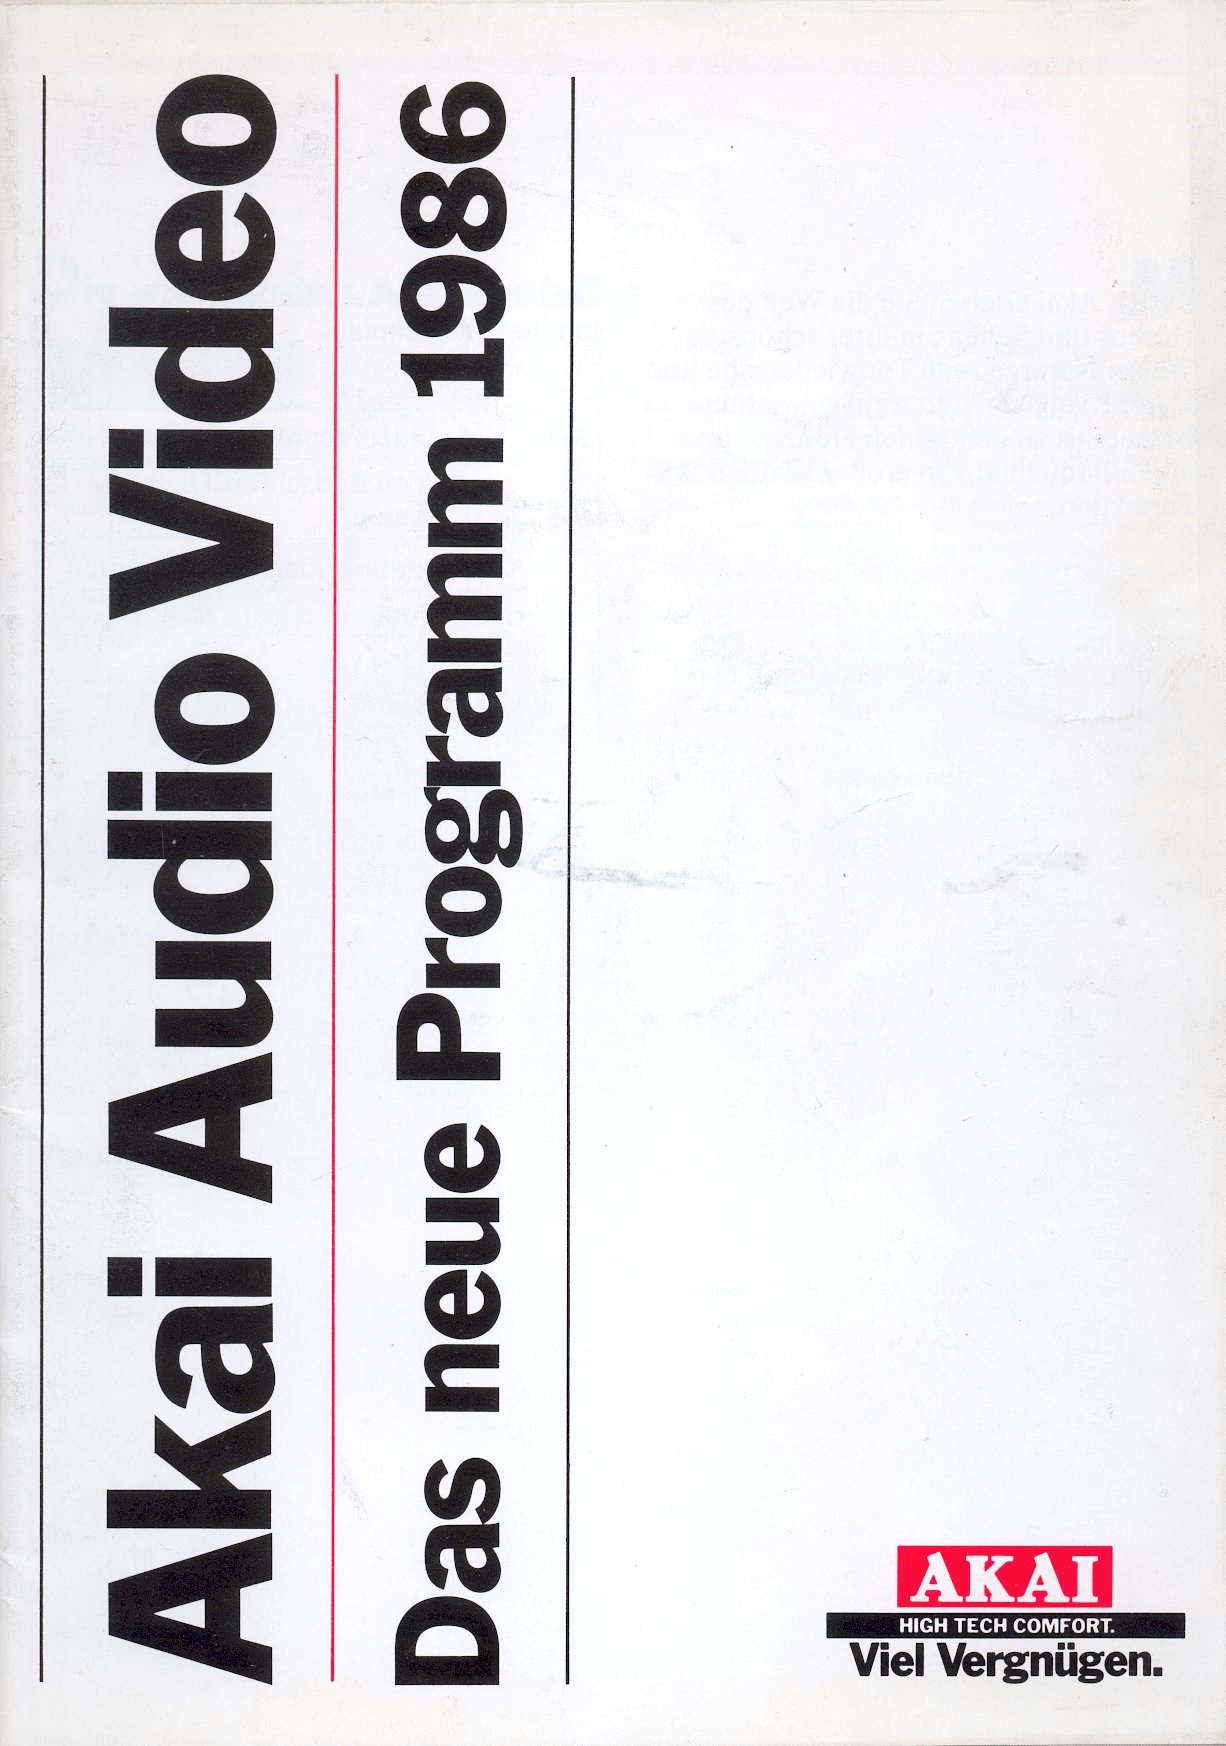 Akai Audio Video
Das neue Programm 1986
AKAI
HIGH TECH COMFORT.
Viel Vergnügen.